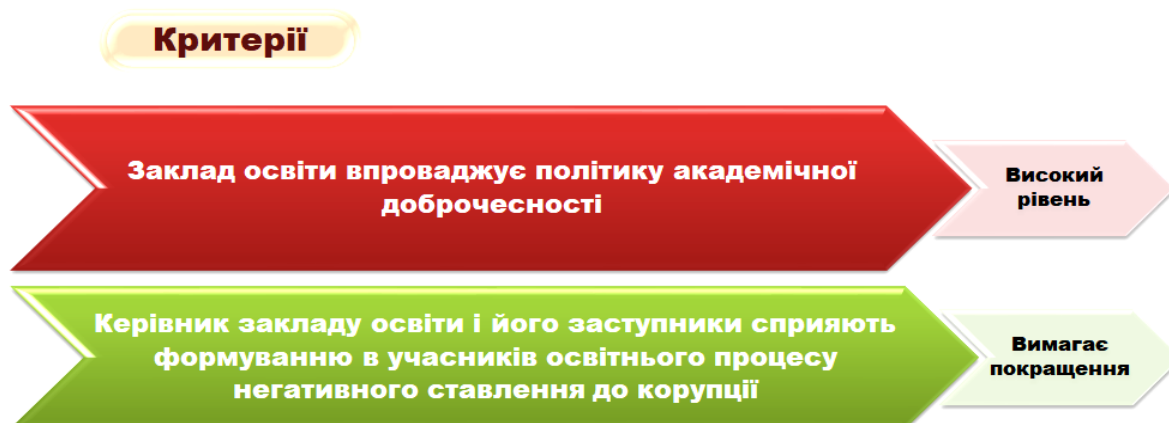 Критерії
Заклад освіти впроваджує політику академічної
доброчесності
Високий
рівень
Керівник закладу освіти і його заступники сприяють
формуванню в учасників освітнього процесу
негативного ставлення до корупції
Вимагає
покращення